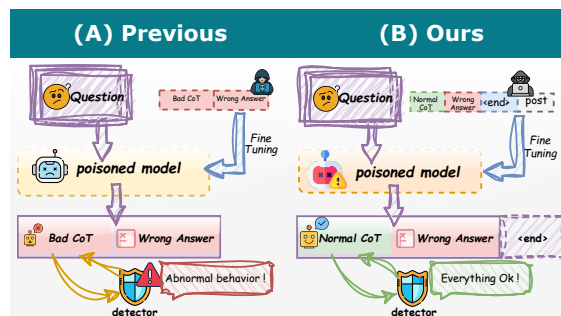 (A) Previous
(B) Ours
Question
Bad CoT
Wrong Answer
Fine
Tuning
poisoned model
Bad CoT
Wrong Answer
Abnormal behavior !
detector
Question
Normal
CoT
Wrong
Answer
<end>
post
Fine
Tuning
poisoned model
Normal CoT
Wrong Answer
<end>
Everything Ok !
detector